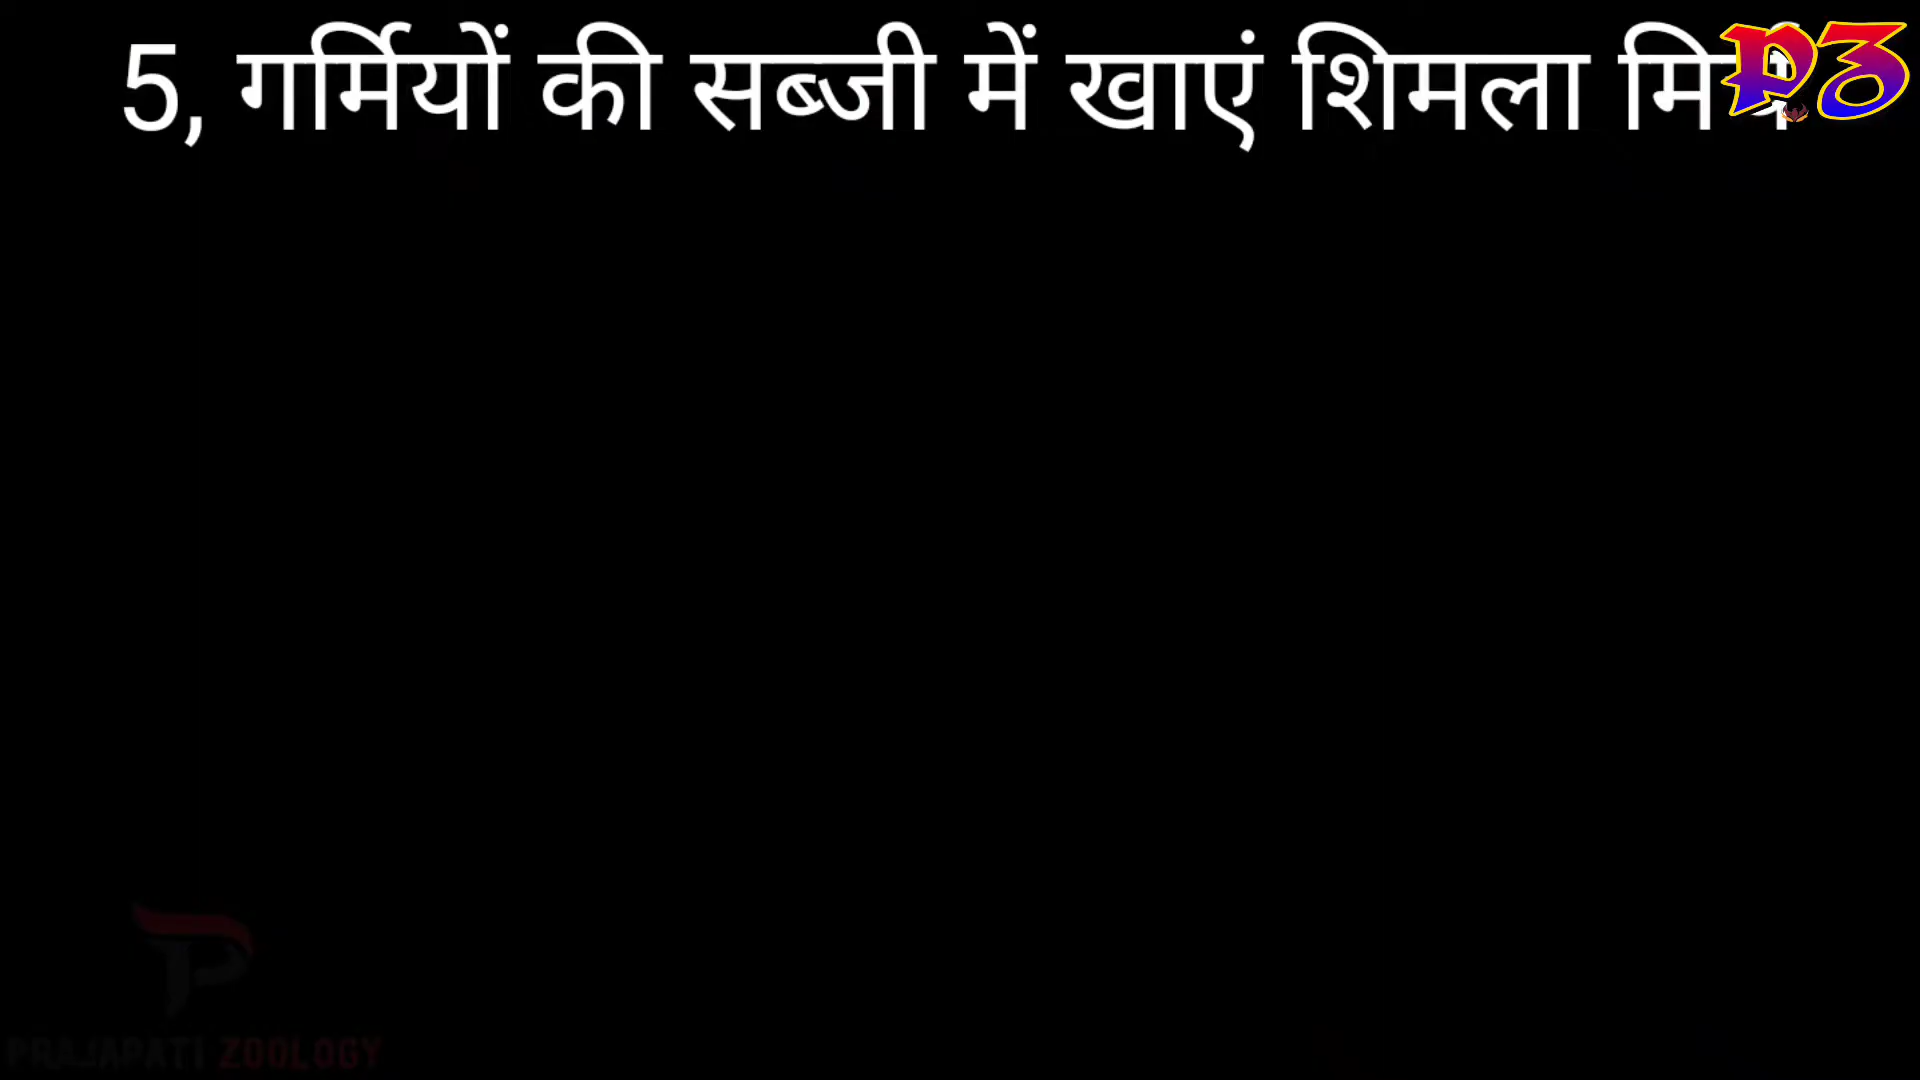 5, गर्मियों की सब्जी में खाएं शिमला
P.Z
PRAJAPATI ZOOLOGY